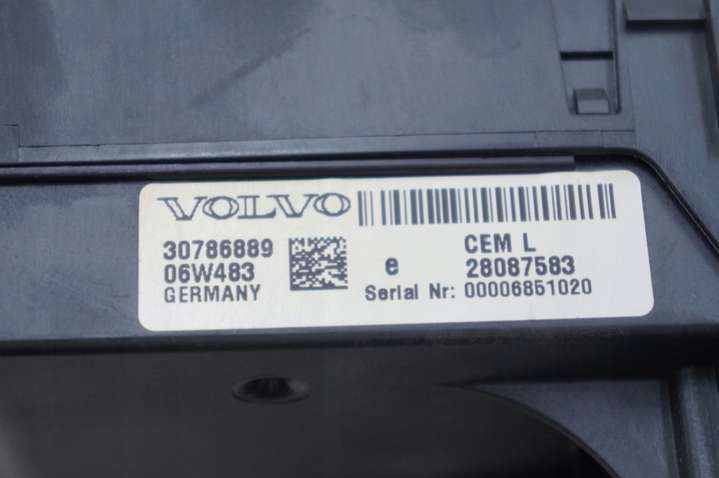 VOLVO
30786889
06W483
GERMANY
CEM L
e 28087583
Serial Nr: 00006851020